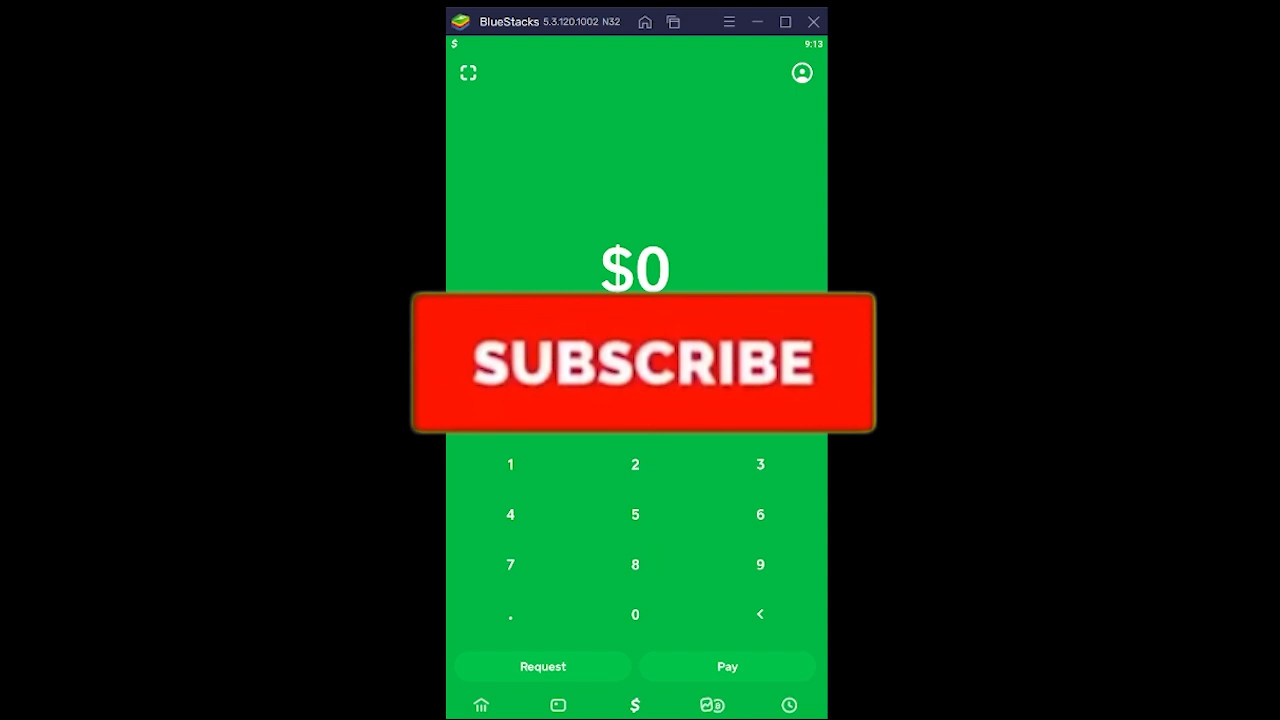 BlueStacks 5.3.120.1002 N32
$ 9:13
$0
SUBSCRIBE
1 2 3
4 5 6
7 8 9
. 0 <
Request Pay
$